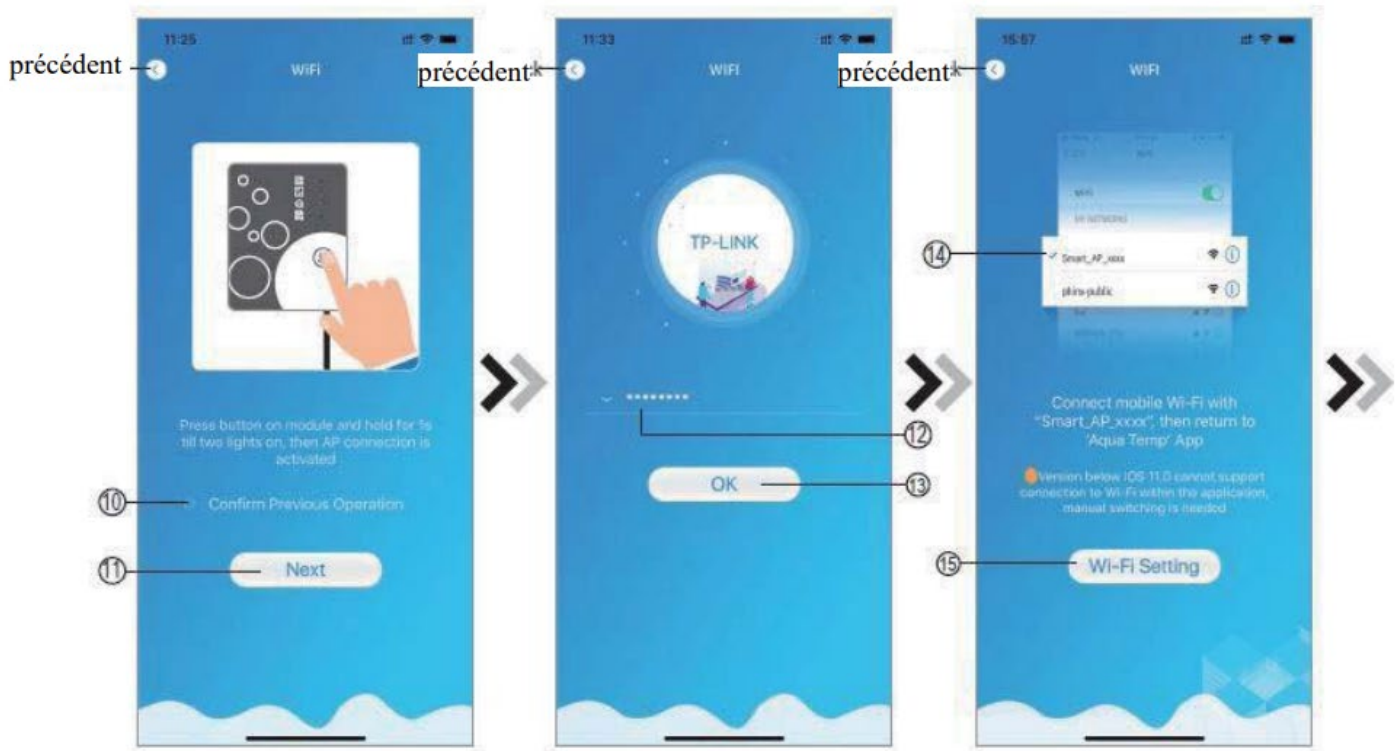 précédent
11:25
WIFI
Press button on module and hold for 1s
till two lights on, then AP connection is
activated
⑩ Confirm Previous Operation
⑪ Next
précédent
11:33
WIFI
TP-LINK
••••••••
⑫
OK ⑬
précédent
15:57
WIFI
⑭ Smart_AP_xxxx
Connect mobile Wi-Fi with
"Smart_AP_xxxx", then return to
'Aqua Temp' App
Version below IOS 11.0 cannot support
connection to Wi-Fi within the application,
manual switching is needed
⑮ Wi-Fi Setting